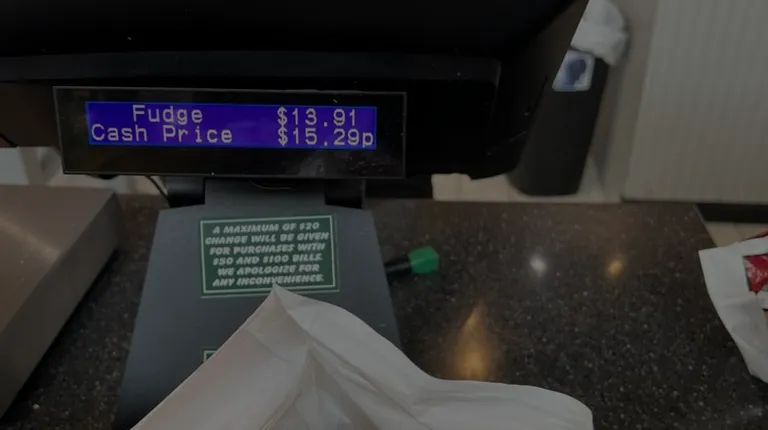 Fudge $13.91
Cash Price $15.29p
A MAXIMUM OF $20
CHANGE WILL BE GIVEN
FOR PURCHASES WITH
$50 AND $100 BILLS.
WE APOLOGIZE FOR
ANY INCONVENIENCE.